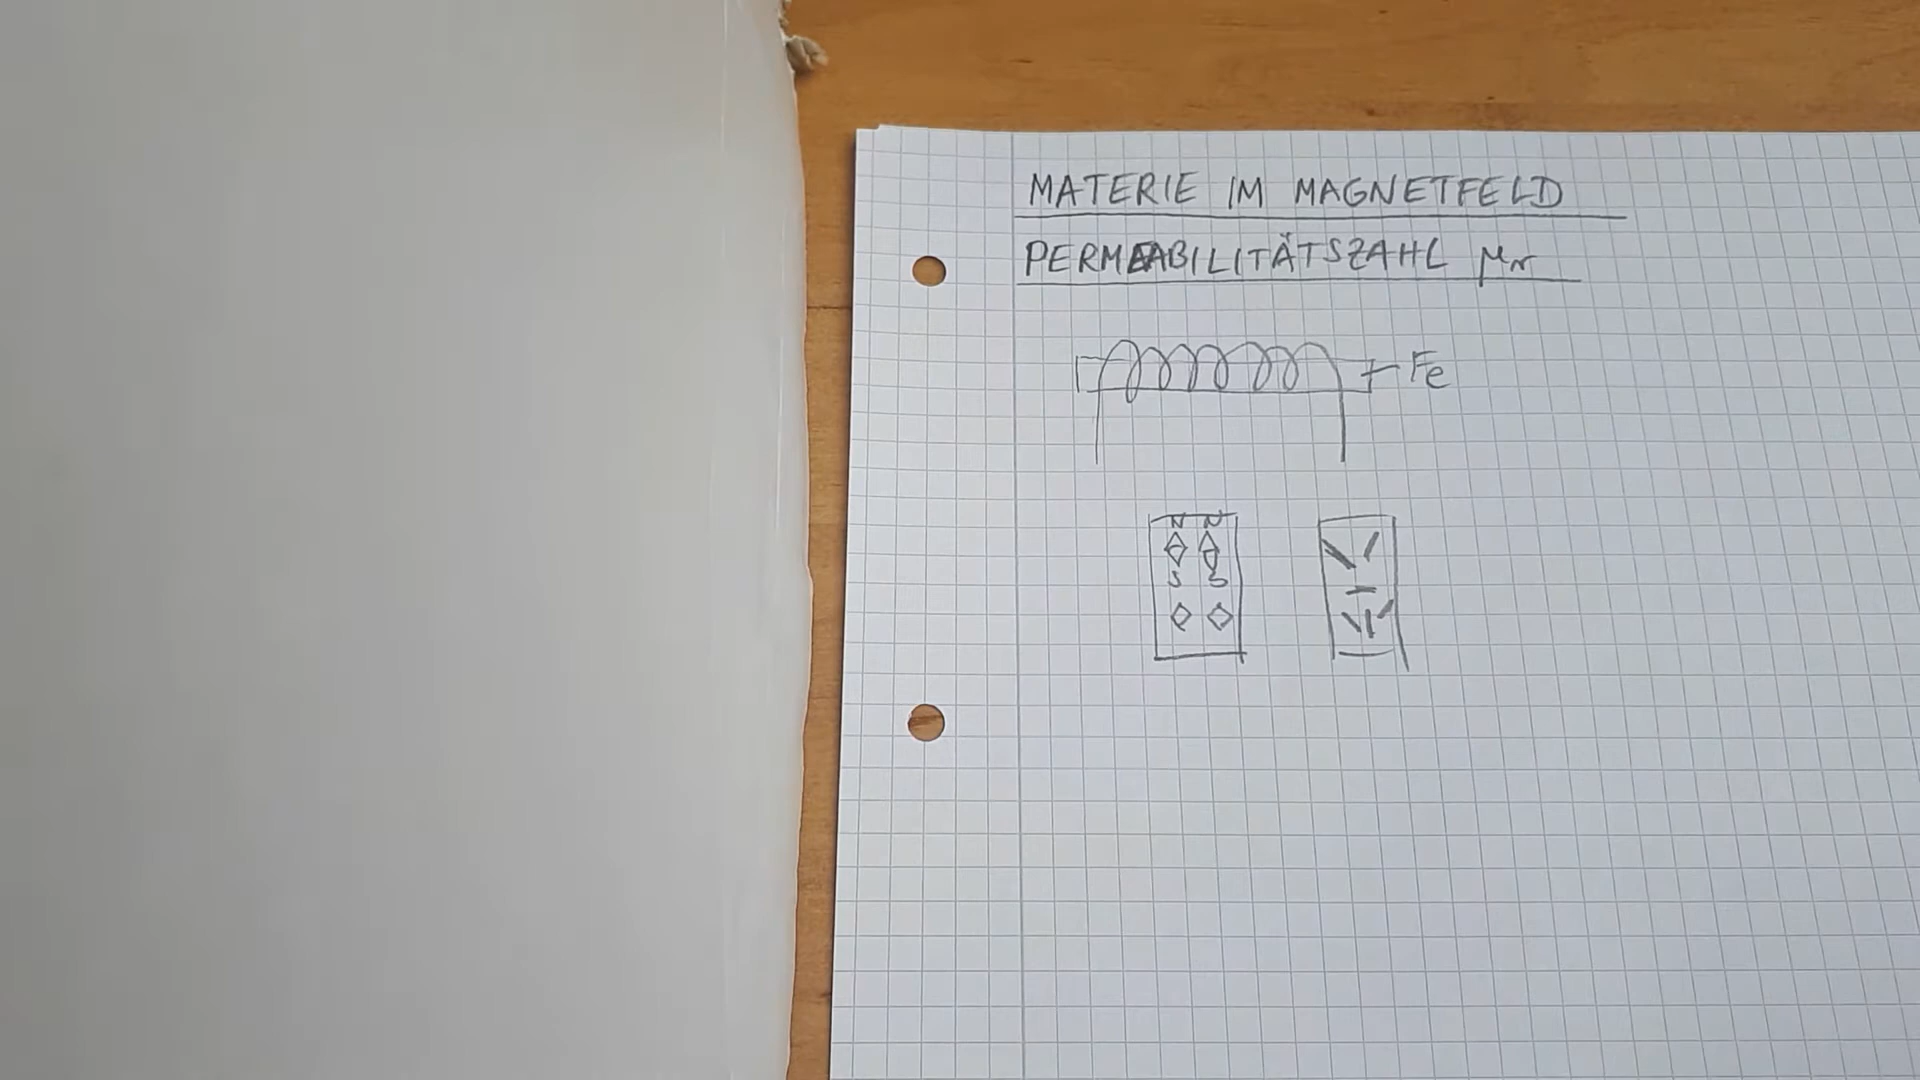 MATERIE IM MAGNETFELD
PERMEABILITÄTSZAHL μr
Fe
N N
S S